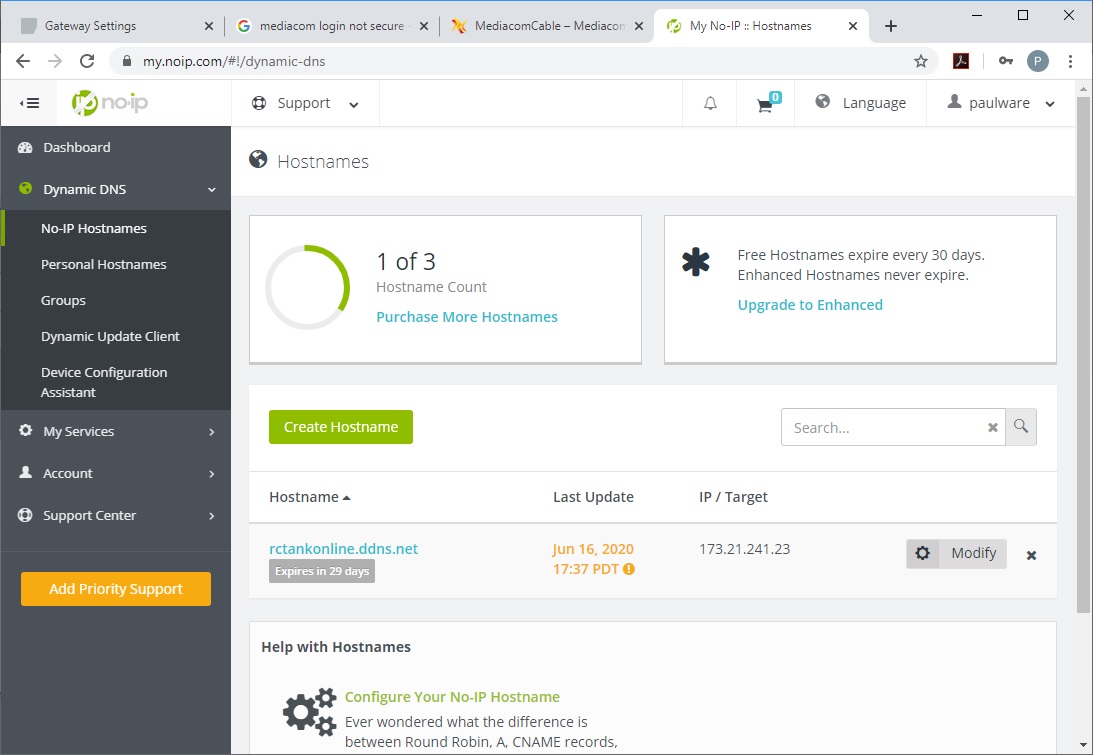 Gateway Settings
mediacom login not secure
MediacomCable – Mediacom
My No-IP :: Hostnames
my.noip.com/#!/dynamic-dns
P
no-ip
Support
0
Language
paulware
Dashboard
Dynamic DNS
No-IP Hostnames
Personal Hostnames
Groups
Dynamic Update Client
Device Configuration
Assistant
My Services
Account
Support Center
Add Priority Support
Hostnames
1 of 3
Hostname Count
Purchase More Hostnames
Free Hostnames expire every 30 days.
Enhanced Hostnames never expire.
Upgrade to Enhanced
Create Hostname
Search...
Hostname
Last Update
IP / Target
rctankonline.ddns.net
Expires in 29 days
Jun 16, 2020
17:37 PDT
173.21.241.23
Modify
Help with Hostnames
Configure Your No-IP Hostname
Ever wondered what the difference is
between Round Robin, A, CNAME records,